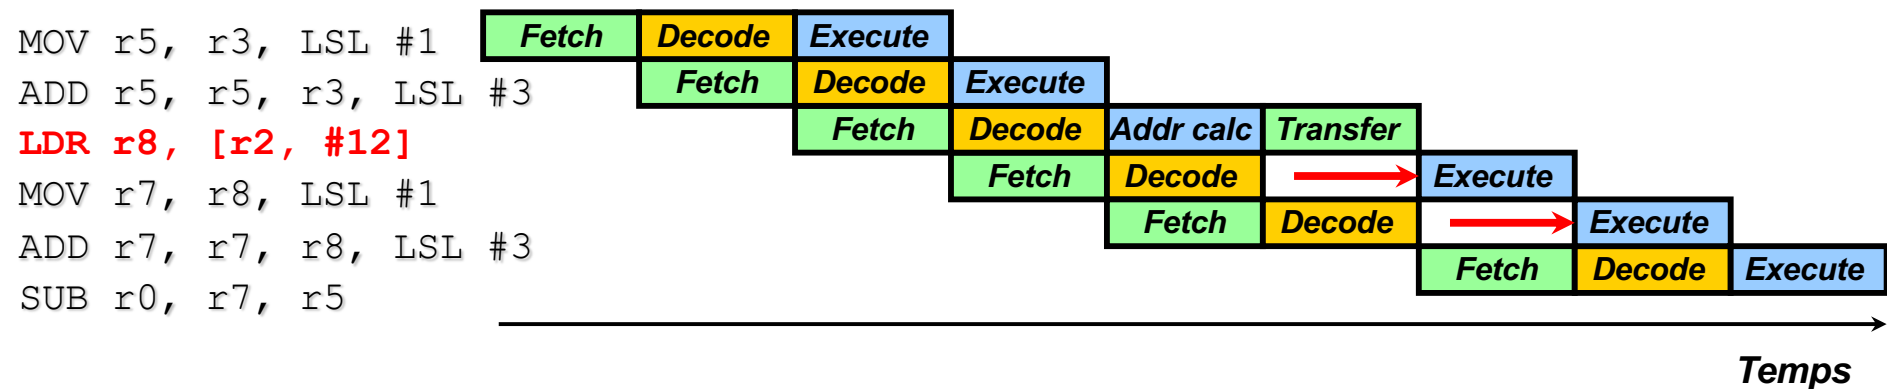 MOV r5, r3, LSL #1 Fetch Decode Execute
ADD r5, r5, r3, LSL #3 Fetch Decode Execute
LDR r8, [r2, #12] Fetch Decode Addr calc Transfer
MOV r7, r8, LSL #1 Fetch Decode Execute
ADD r7, r7, r8, LSL #3 Fetch Decode Execute
SUB r0, r7, r5 Fetch Decode Execute
Temps